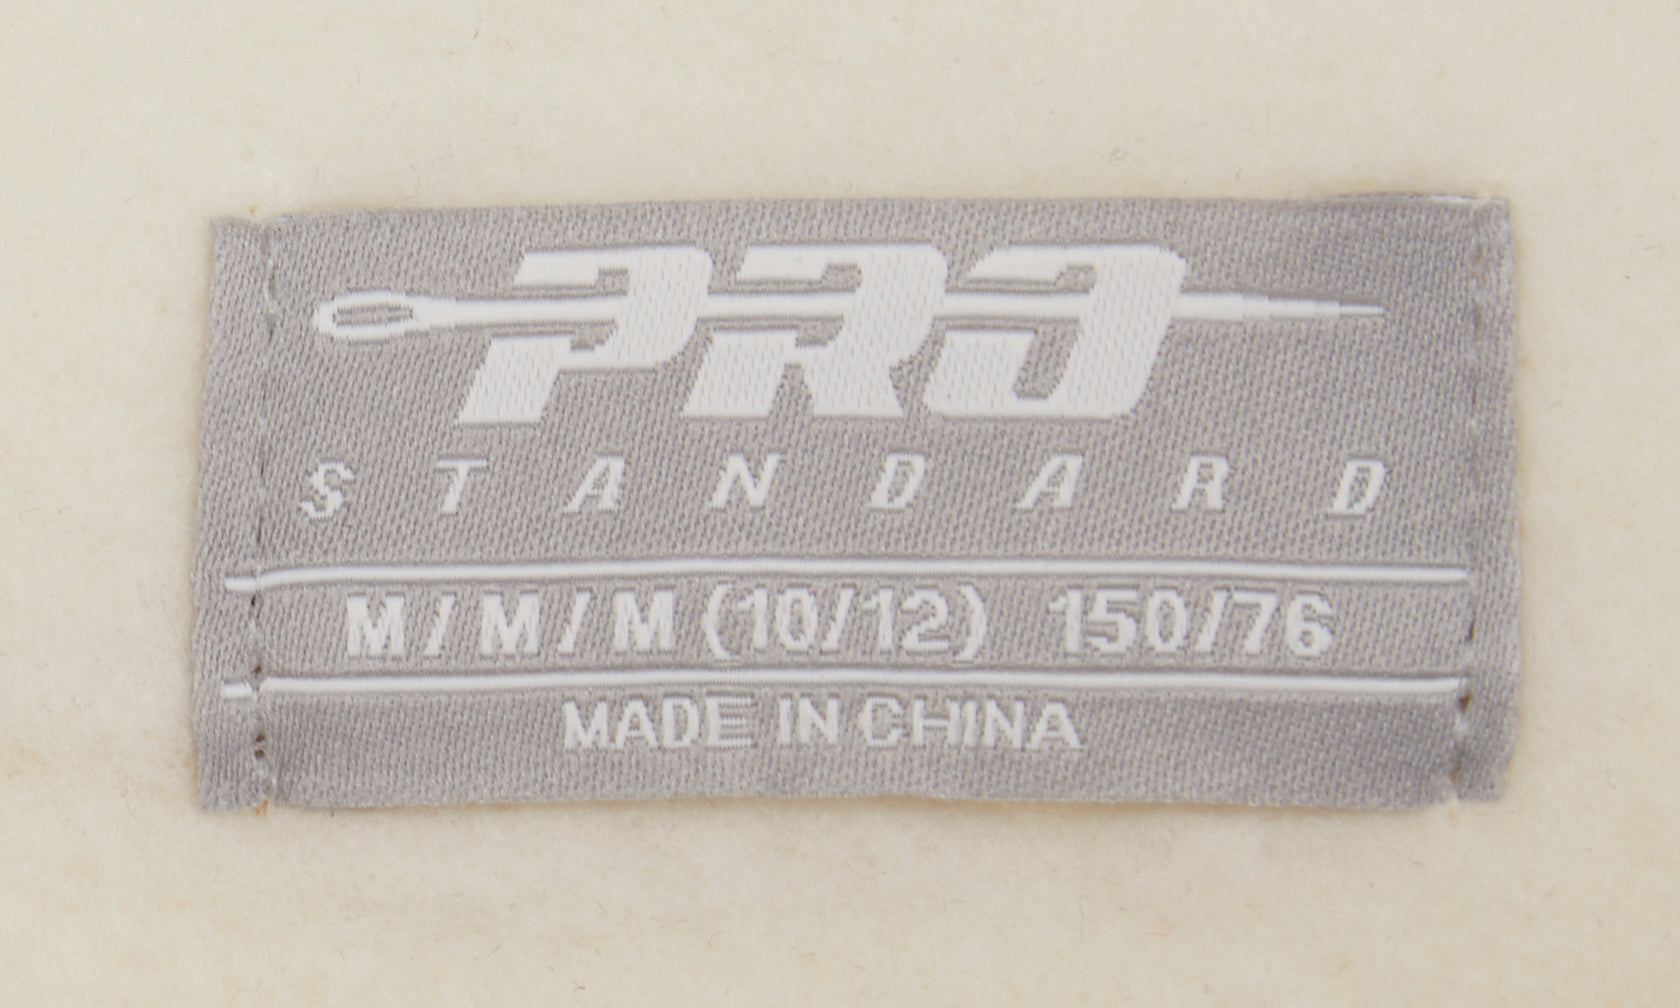 PRO
STANDARD
M/M/M (10/12) 150/76
MADE IN CHINA